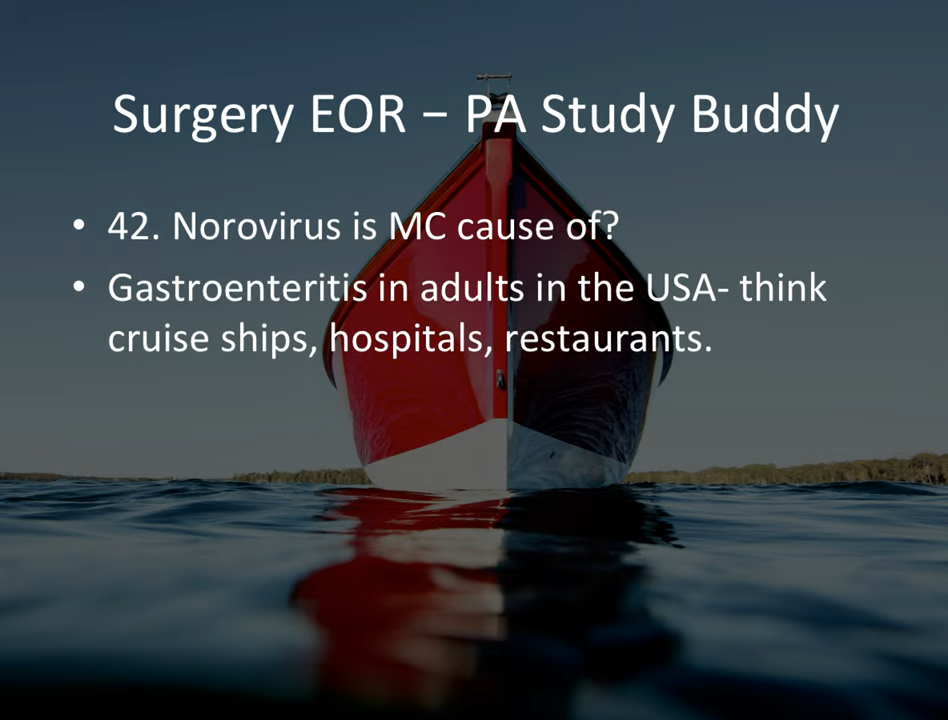 Surgery EOR – PA Study Buddy
• 42. Norovirus is MC cause of?
• Gastroenteritis in adults in the USA- think
cruise ships, hospitals, restaurants.